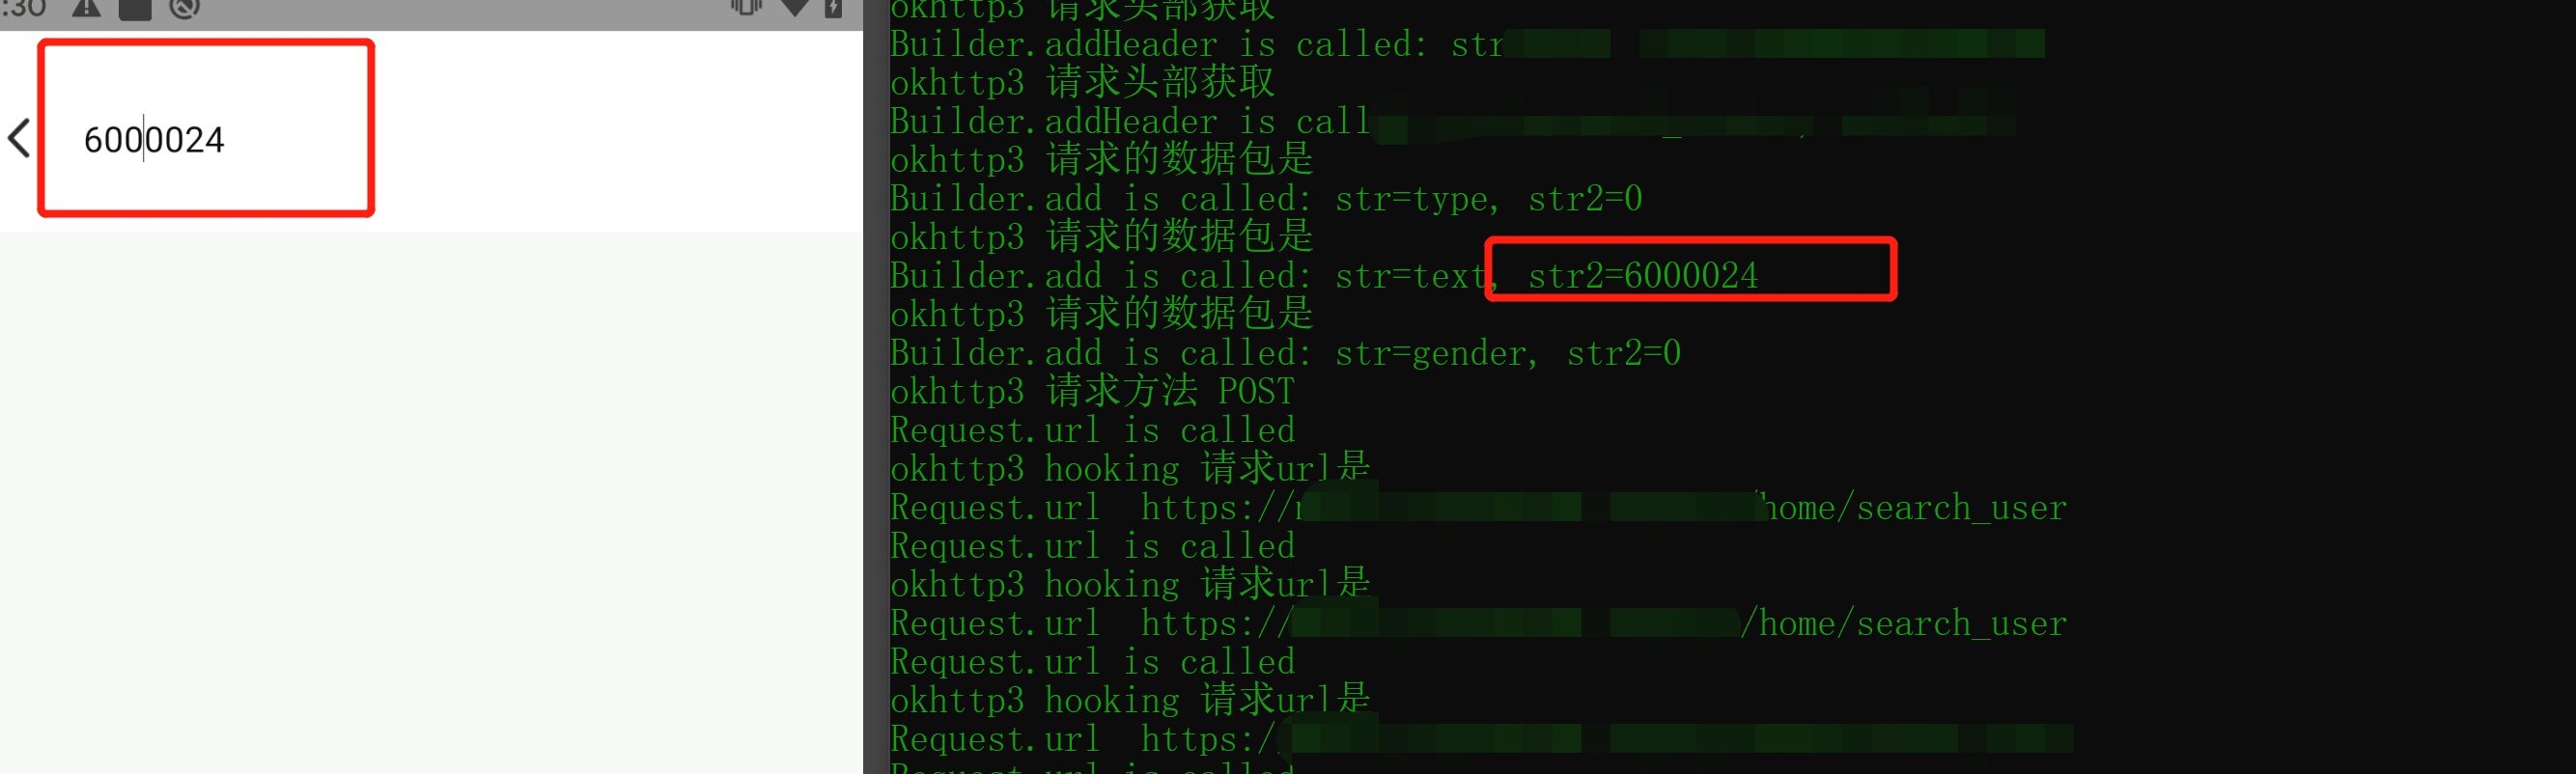 :30
6000024
okhttp3 请求头部获取
Builder.addHeader is called: str
okhttp3 请求头部获取
Builder.addHeader is call
okhttp3 请求的数据包是
Builder.add is called: str=type, str2=0
okhttp3 请求的数据包是
Builder.add is called: str=text, str2=6000024
okhttp3 请求的数据包是
Builder.add is called: str=gender, str2=0
okhttp3 请求方法 POST
Request.url is called
okhttp3 hooking 请求url是
Request.url  https:// /home/search_user
Request.url is called
okhttp3 hooking 请求url是
Request.url  https:// /home/search_user
Request.url is called
okhttp3 hooking 请求url是
Request.url  https:/
Request.url is called